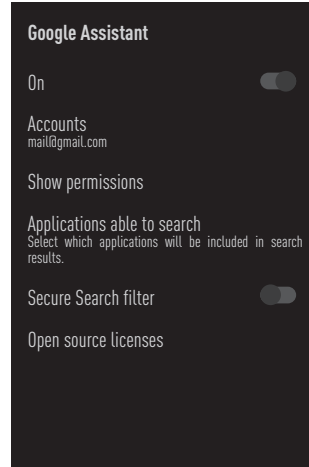 Google Assistant
On
Accounts
mail@gmail.com
Show permissions
Applications able to search
Select which applications will be included in search
results.
Secure Search filter
Open source licenses